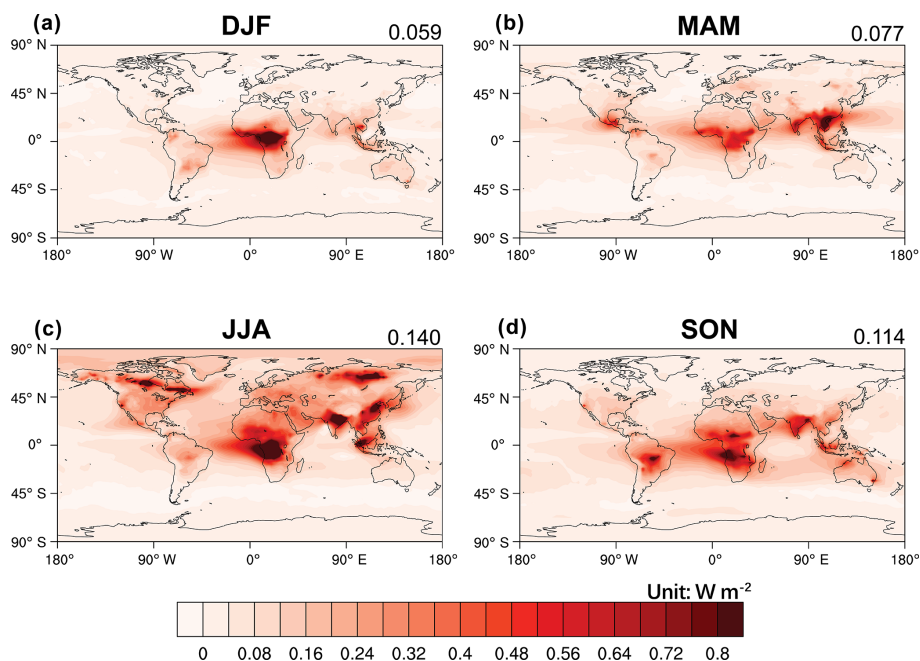 (a) DJF 0.059
90° N
45° N
0°
45° S
90° S
180° 90° W 0° 90° E 180°
(b) MAM 0.077
90° N
45° N
0°
45° S
90° S
180° 90° W 0° 90° E 180°
(c) JJA 0.140
90° N
45° N
0°
45° S
90° S
180° 90° W 0° 90° E 180°
(d) SON 0.114
90° N
45° N
0°
45° S
90° S
180° 90° W 0° 90° E 180°
Unit: W m⁻²
0 0.08 0.16 0.24 0.32 0.4 0.48 0.56 0.64 0.72 0.8